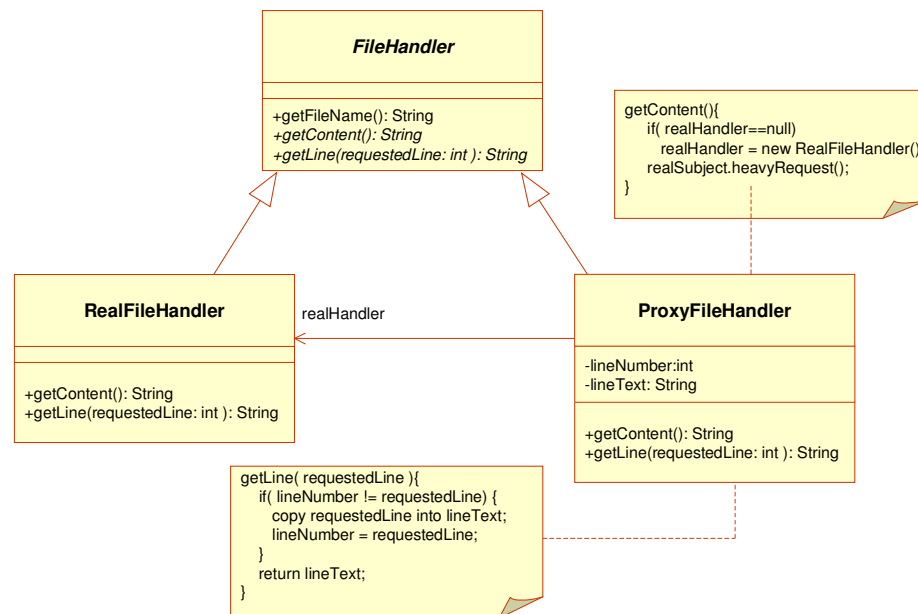 FileHandler
+getFileName(): String
+getContent(): String
+getLine(requestedLine: int ): String
getContent(){
if( realHandler==null)
realHandler = new RealFileHandler()
realSubject.heavyRequest();
}
RealFileHandler
+getContent(): String
+getLine(requestedLine: int ): String
realHandler
ProxyFileHandler
-lineNumber:int
-lineText: String
+getContent(): String
+getLine(requestedLine: int ): String
getLine( requestedLine ){
if( lineNumber != requestedLine) {
copy requestedLine into lineText;
lineNumber = requestedLine;
}
return lineText;
}